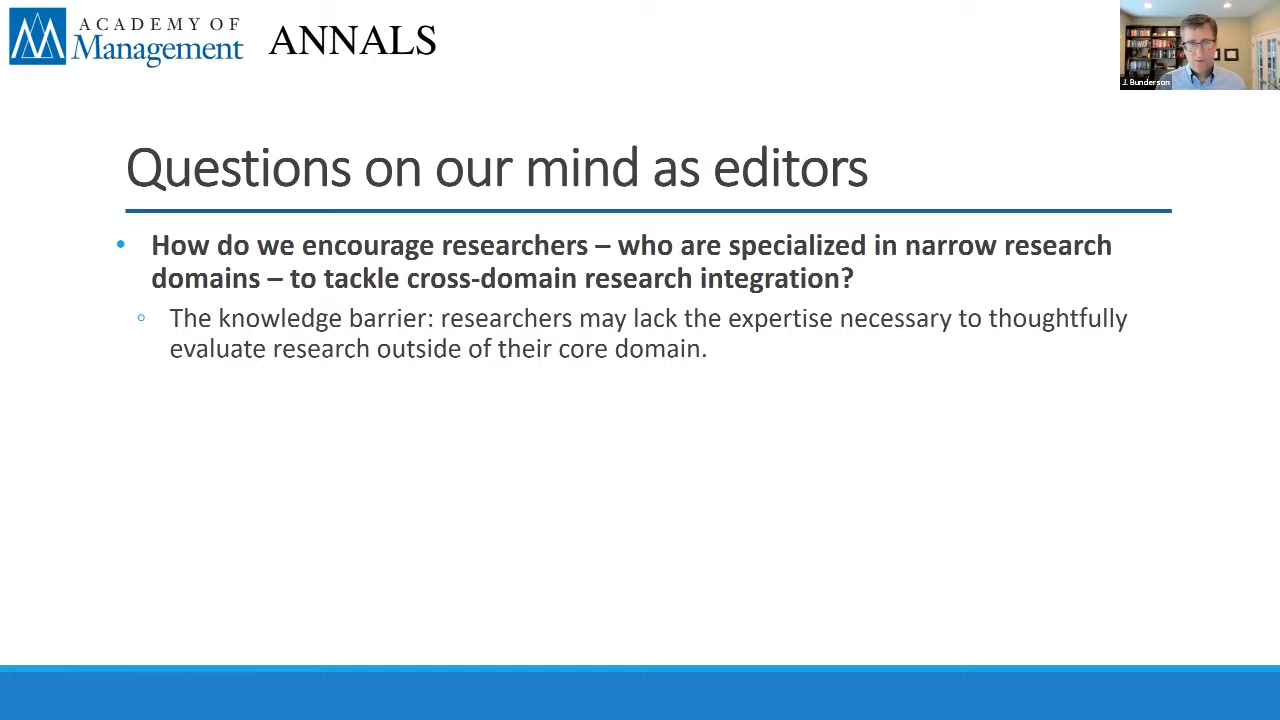 ACADEMY OF
Management
ANNALS
J. Bunderson
Questions on our mind as editors
• How do we encourage researchers – who are specialized in narrow research
domains – to tackle cross-domain research integration?
◦ The knowledge barrier: researchers may lack the expertise necessary to thoughtfully
evaluate research outside of their core domain.